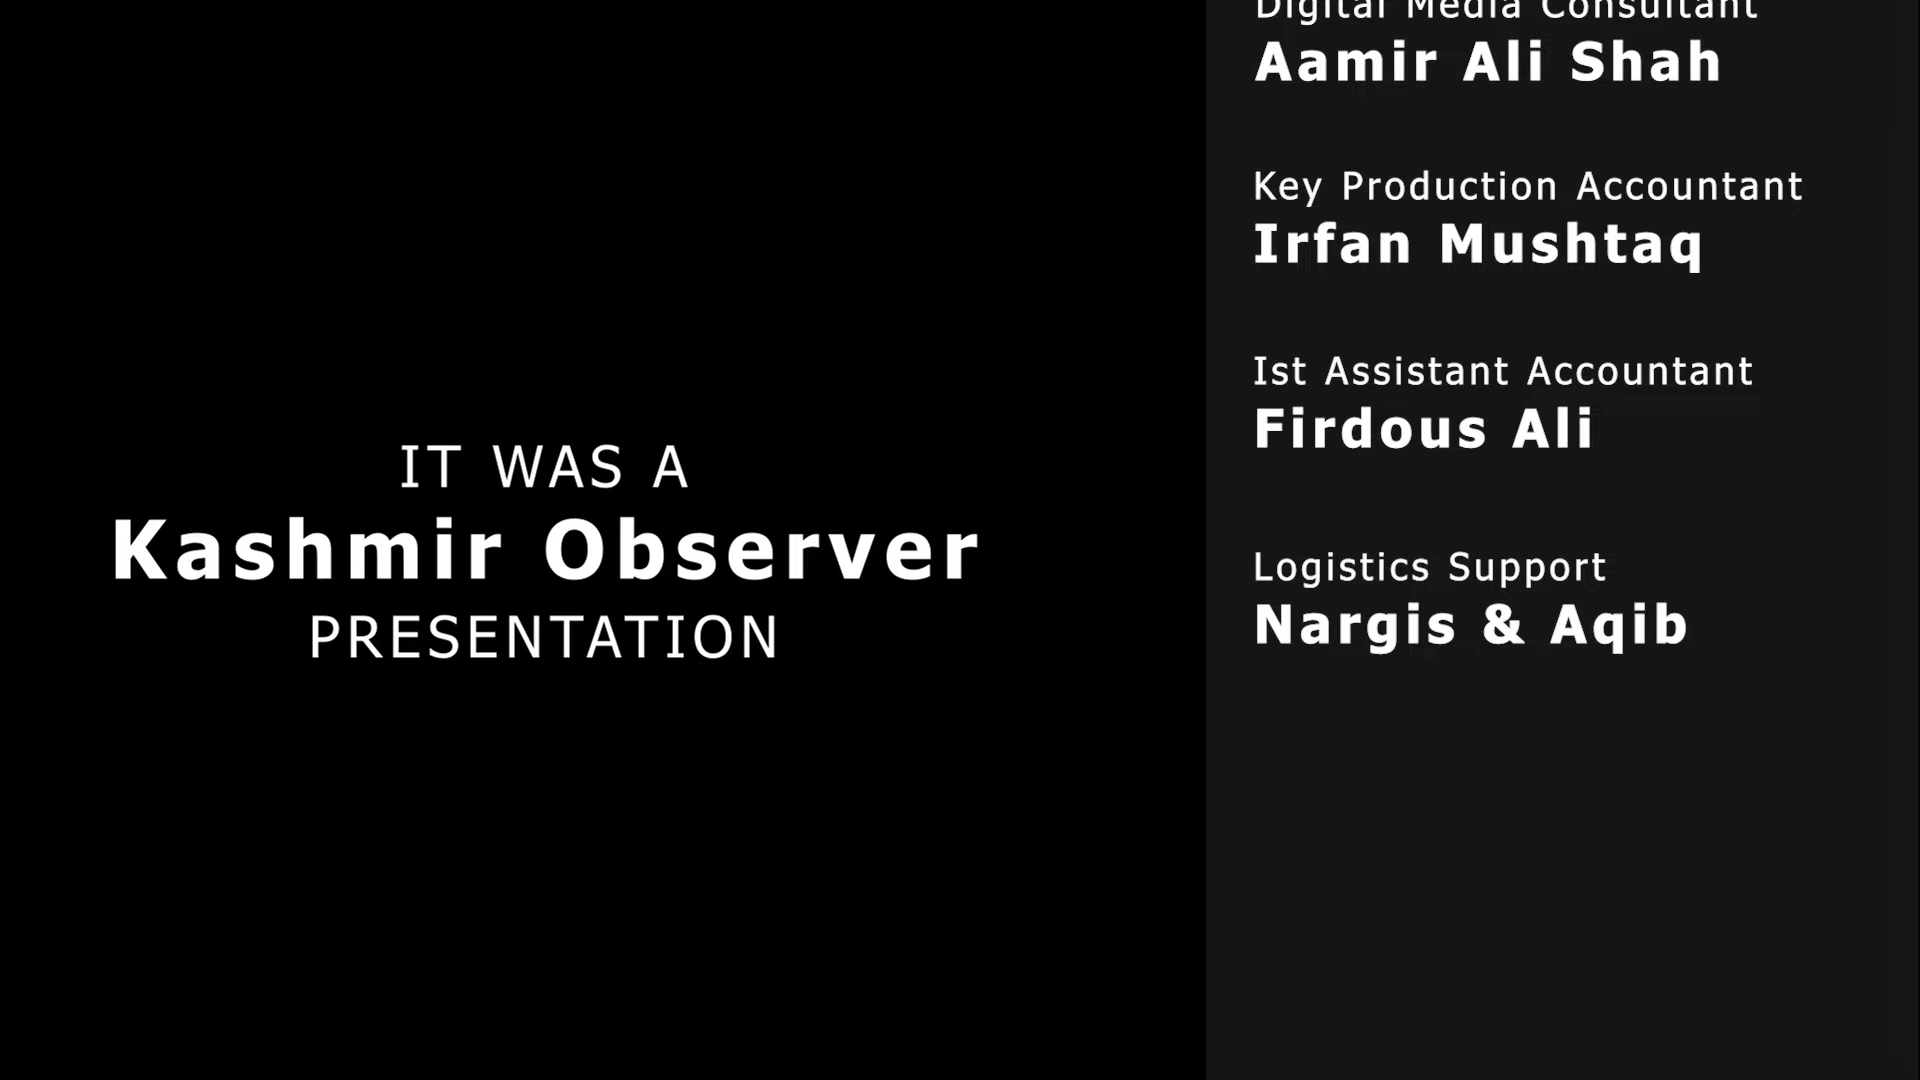 IT WAS A
Kashmir Observer
PRESENTATION
Digital Media Consultant
Aamir Ali Shah
Key Production Accountant
Irfan Mushtaq
Ist Assistant Accountant
Firdous Ali
Logistics Support
Nargis & Aqib